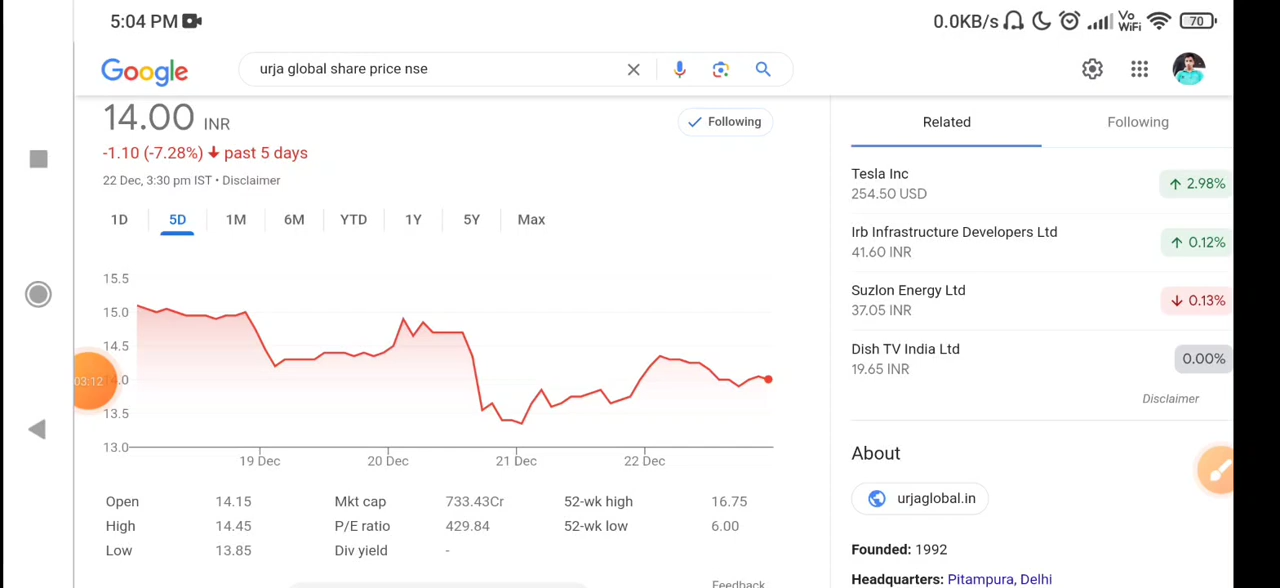 5:04 PM
0.0KB/s Vo WiFi 70
Google
urja global share price nse
14.00 INR
Following
-1.10 (-7.28%) past 5 days
22 Dec, 3:30 pm IST • Disclaimer
1D 5D 1M 6M YTD 1Y 5Y Max
15.5
15.0
14.5
03:12
13.5
13.0
19 Dec 20 Dec 21 Dec 22 Dec
Open 14.15 Mkt cap 733.43Cr 52-wk high 16.75
High 14.45 P/E ratio 429.84 52-wk low 6.00
Low 13.85 Div yield -
Feedback
Related Following
Tesla Inc
254.50 USD
2.98%
Irb Infrastructure Developers Ltd
41.60 INR
0.12%
Suzlon Energy Ltd
37.05 INR
0.13%
Dish TV India Ltd
19.65 INR
0.00%
Disclaimer
About
urjaglobal.in
Founded: 1992
Headquarters: Pitampura, Delhi